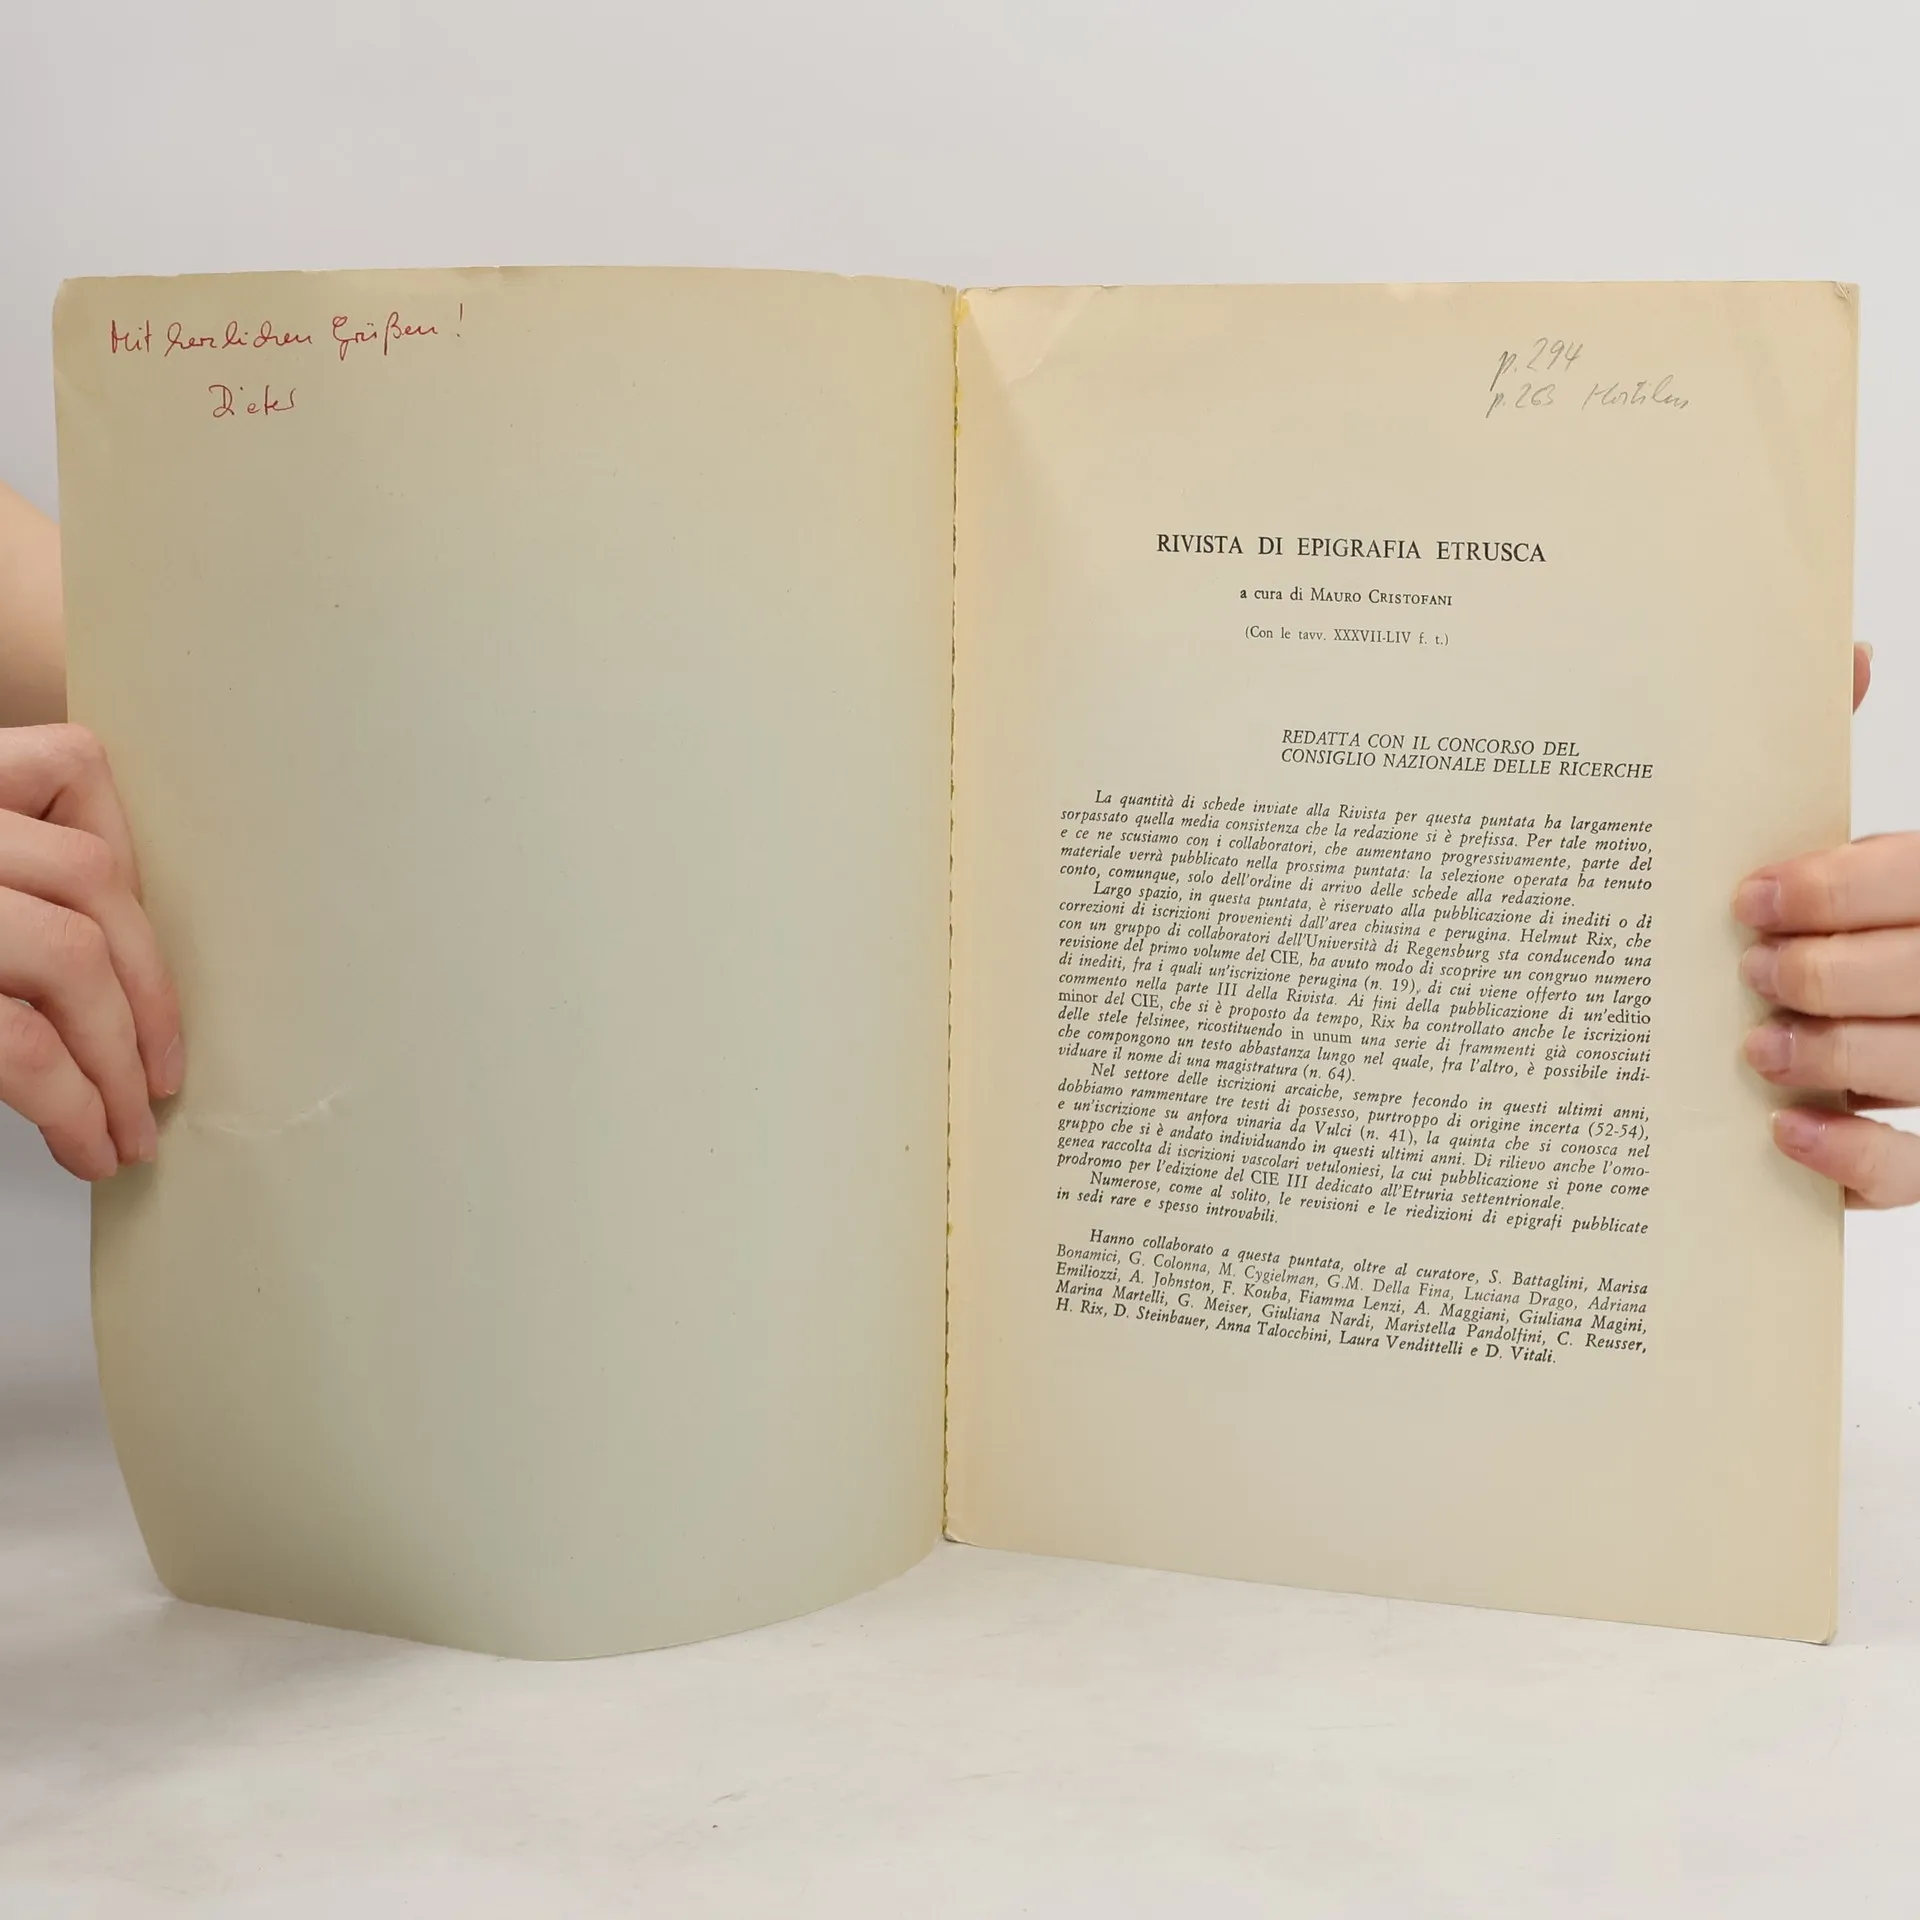 Mit herzlichen Grüßen!
Dieter
p. 294
p. 263
RIVISTA DI EPIGRAFIA ETRUSCA
a cura di MAURO CRISTOFANI
(Con le tavv. XXXVII-LIV f. t.)
REDATTA CON IL CONCORSO DEL
CONSIGLIO NAZIONALE DELLE RICERCHE
La quantità di schede inviate alla Rivista per questa puntata ha largamente
sorpassato quella media consistenza che la redazione si è prefissa. Per tale motivo,
e ce ne scusiamo con i collaboratori, che aumentano progressivamente, parte del
materiale verrà pubblicato nella prossima puntata: la selezione operata ha tenuto
conto, comunque, solo dell'ordine di arrivo delle schede alla redazione.
Largo spazio, in questa puntata, è riservato alla pubblicazione di inediti o di
correzioni di iscrizioni provenienti dall'area chiusina e perugina. Helmut Rix, che
con un gruppo di collaboratori dell'Università di Regensburg sta conducendo una
revisione del primo volume del CIE, ha avuto modo di scoprire un congruo numero
di inediti, fra i quali un'iscrizione perugina (n. 19), di cui viene offerto un largo
commento nella parte III della Rivista. Ai fini della pubblicazione di un'editio
minor del CIE, che si è proposto da tempo, Rix ha controllato anche le iscrizioni
delle stele felsinee, ricostituendo in unum una serie di frammenti già conosciuti
che compongono un testo abbastanza lungo nel quale, fra l'altro, è possibile indi-
viduare il nome di una magistratura (n. 64).
Nel settore delle iscrizioni arcaiche, sempre fecondo in questi ultimi anni,
dobbiamo rammentare tre testi di possesso, purtroppo di origine incerta (52-54),
e un'iscrizione su anfora vinaria da Vulci (n. 41), la quinta che si conosca nel
gruppo che si è andato individuando in questi ultimi anni. Di rilievo anche l'omo-
genea raccolta di iscrizioni vascolari vetuloniesi, la cui pubblicazione si pone come
prodromo per l'edizione del CIE III dedicato all'Etruria settentrionale.
Numerose, come al solito, le revisioni e le riedizioni di epigrafi pubblicate
in sedi rare e spesso introvabili.
Hanno collaborato a questa puntata, oltre al curatore, S. Battaglini, Marisa
Bonamici, G. Colonna, M. Cygielman, G.M. Della Fina, Luciana Drago, Adriana
Emiliozzi, A. Johnston, F. Kouba, Fiamma Lenzi, A. Maggiani, Giuliana Magini,
Marina Martelli, G. Meiser, Giuliana Nardi, Maristella Pandolfini, C. Reusser,
H. Rix, D. Steinbauer, Anna Talocchini, Laura Vendittelli e D. Vitali.